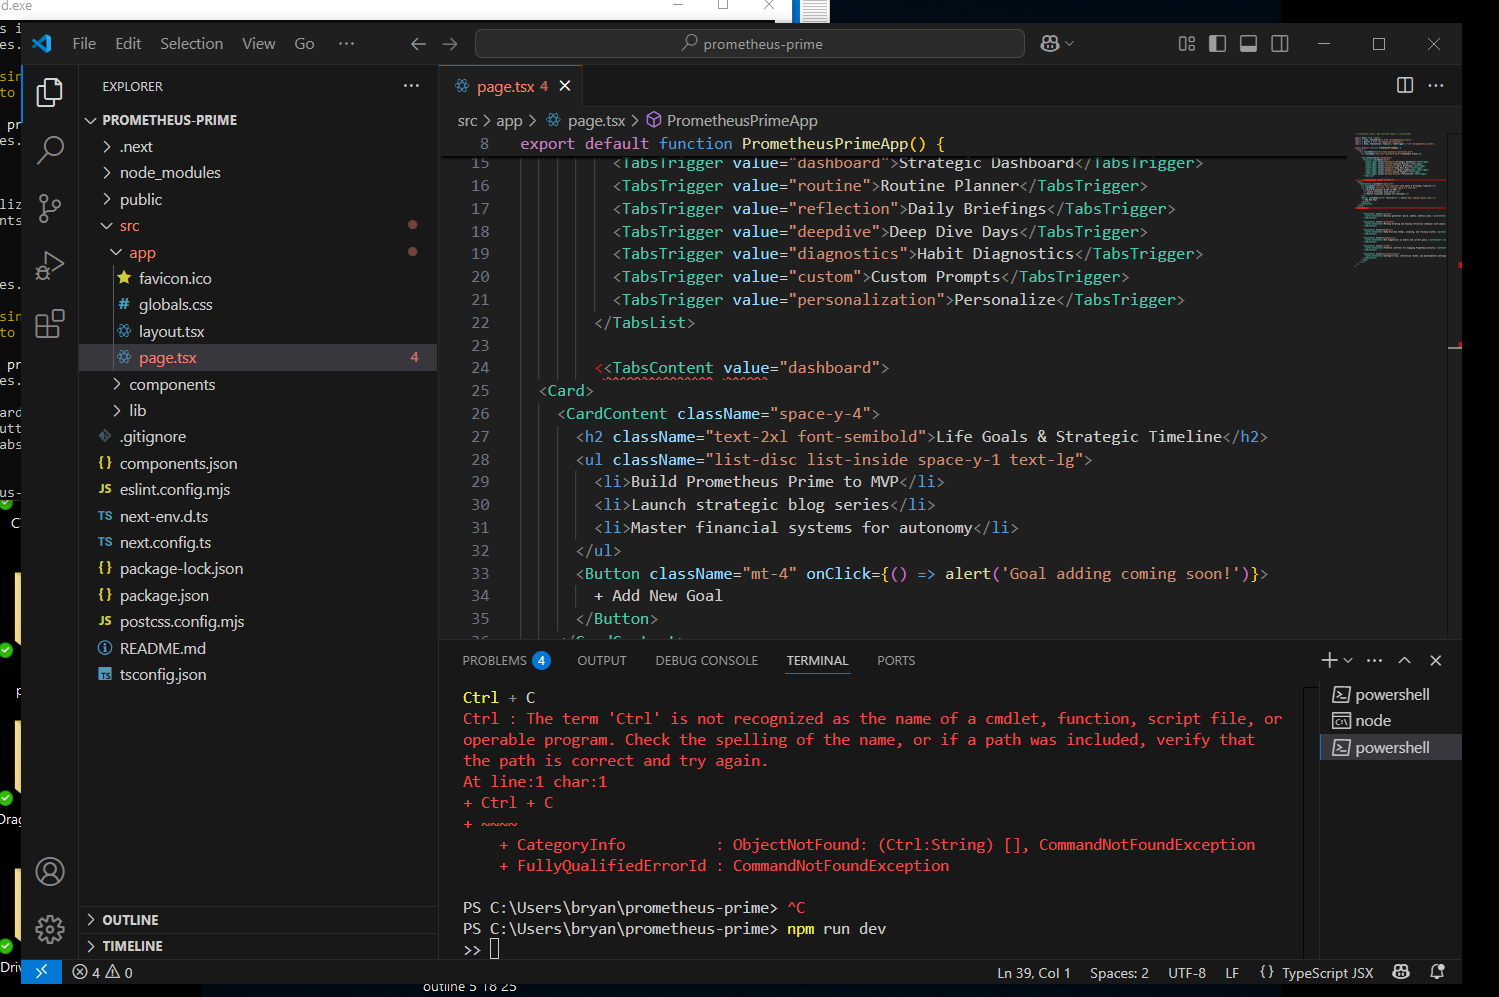 d.exe
File Edit Selection View Go ··· prometheus-prime
EXPLORER ···
PROMETHEUS-PRIME
.next
node_modules
public
src
app
favicon.ico
# globals.css
layout.tsx
page.tsx 4
components
lib
.gitignore
{} components.json
JS eslint.config.mjs
TS next-env.d.ts
TS next.config.ts
{} package-lock.json
{} package.json
JS postcss.config.mjs
README.md
TS tsconfig.json
OUTLINE
TIMELINE
page.tsx 4
src > app > page.tsx > PrometheusPrimeApp
8 export default function PrometheusPrimeApp() {
15 <TabsTrigger value="dashboard">Strategic Dashboard</TabsTrigger>
16 <TabsTrigger value="routine">Routine Planner</TabsTrigger>
17 <TabsTrigger value="reflection">Daily Briefings</TabsTrigger>
18 <TabsTrigger value="deepdive">Deep Dive Days</TabsTrigger>
19 <TabsTrigger value="diagnostics">Habit Diagnostics</TabsTrigger>
20 <TabsTrigger value="custom">Custom Prompts</TabsTrigger>
21 <TabsTrigger value="personalization">Personalize</TabsTrigger>
22 </TabsList>
23
24 <<TabsContent value="dashboard">
25 <Card>
26 <CardContent className="space-y-4">
27 <h2 className="text-2xl font-semibold">Life Goals & Strategic Timeline</h2>
28 <ul className="list-disc list-inside space-y-1 text-lg">
29 <li>Build Prometheus Prime to MVP</li>
30 <li>Launch strategic blog series</li>
31 <li>Master financial systems for autonomy</li>
32 </ul>
33 <Button className="mt-4" onClick={() => alert('Goal adding coming soon!')}>
34 + Add New Goal
35 </Button>
PROBLEMS 4 OUTPUT DEBUG CONSOLE TERMINAL PORTS
Ctrl + C
Ctrl : The term 'Ctrl' is not recognized as the name of a cmdlet, function, script file, or
operable program. Check the spelling of the name, or if a path was included, verify that
the path is correct and try again.
At line:1 char:1
+ Ctrl + C
+ ~~~~
+ CategoryInfo : ObjectNotFound: (Ctrl:String) [], CommandNotFoundException
+ FullyQualifiedErrorId : CommandNotFoundException
PS C:\Users\bryan\prometheus-prime> ^C
PS C:\Users\bryan\prometheus-prime> npm run dev
>>
powershell
node
powershell
4 0
Ln 39, Col 1 Spaces: 2 UTF-8 LF {} TypeScript JSX
outline 5 18 25